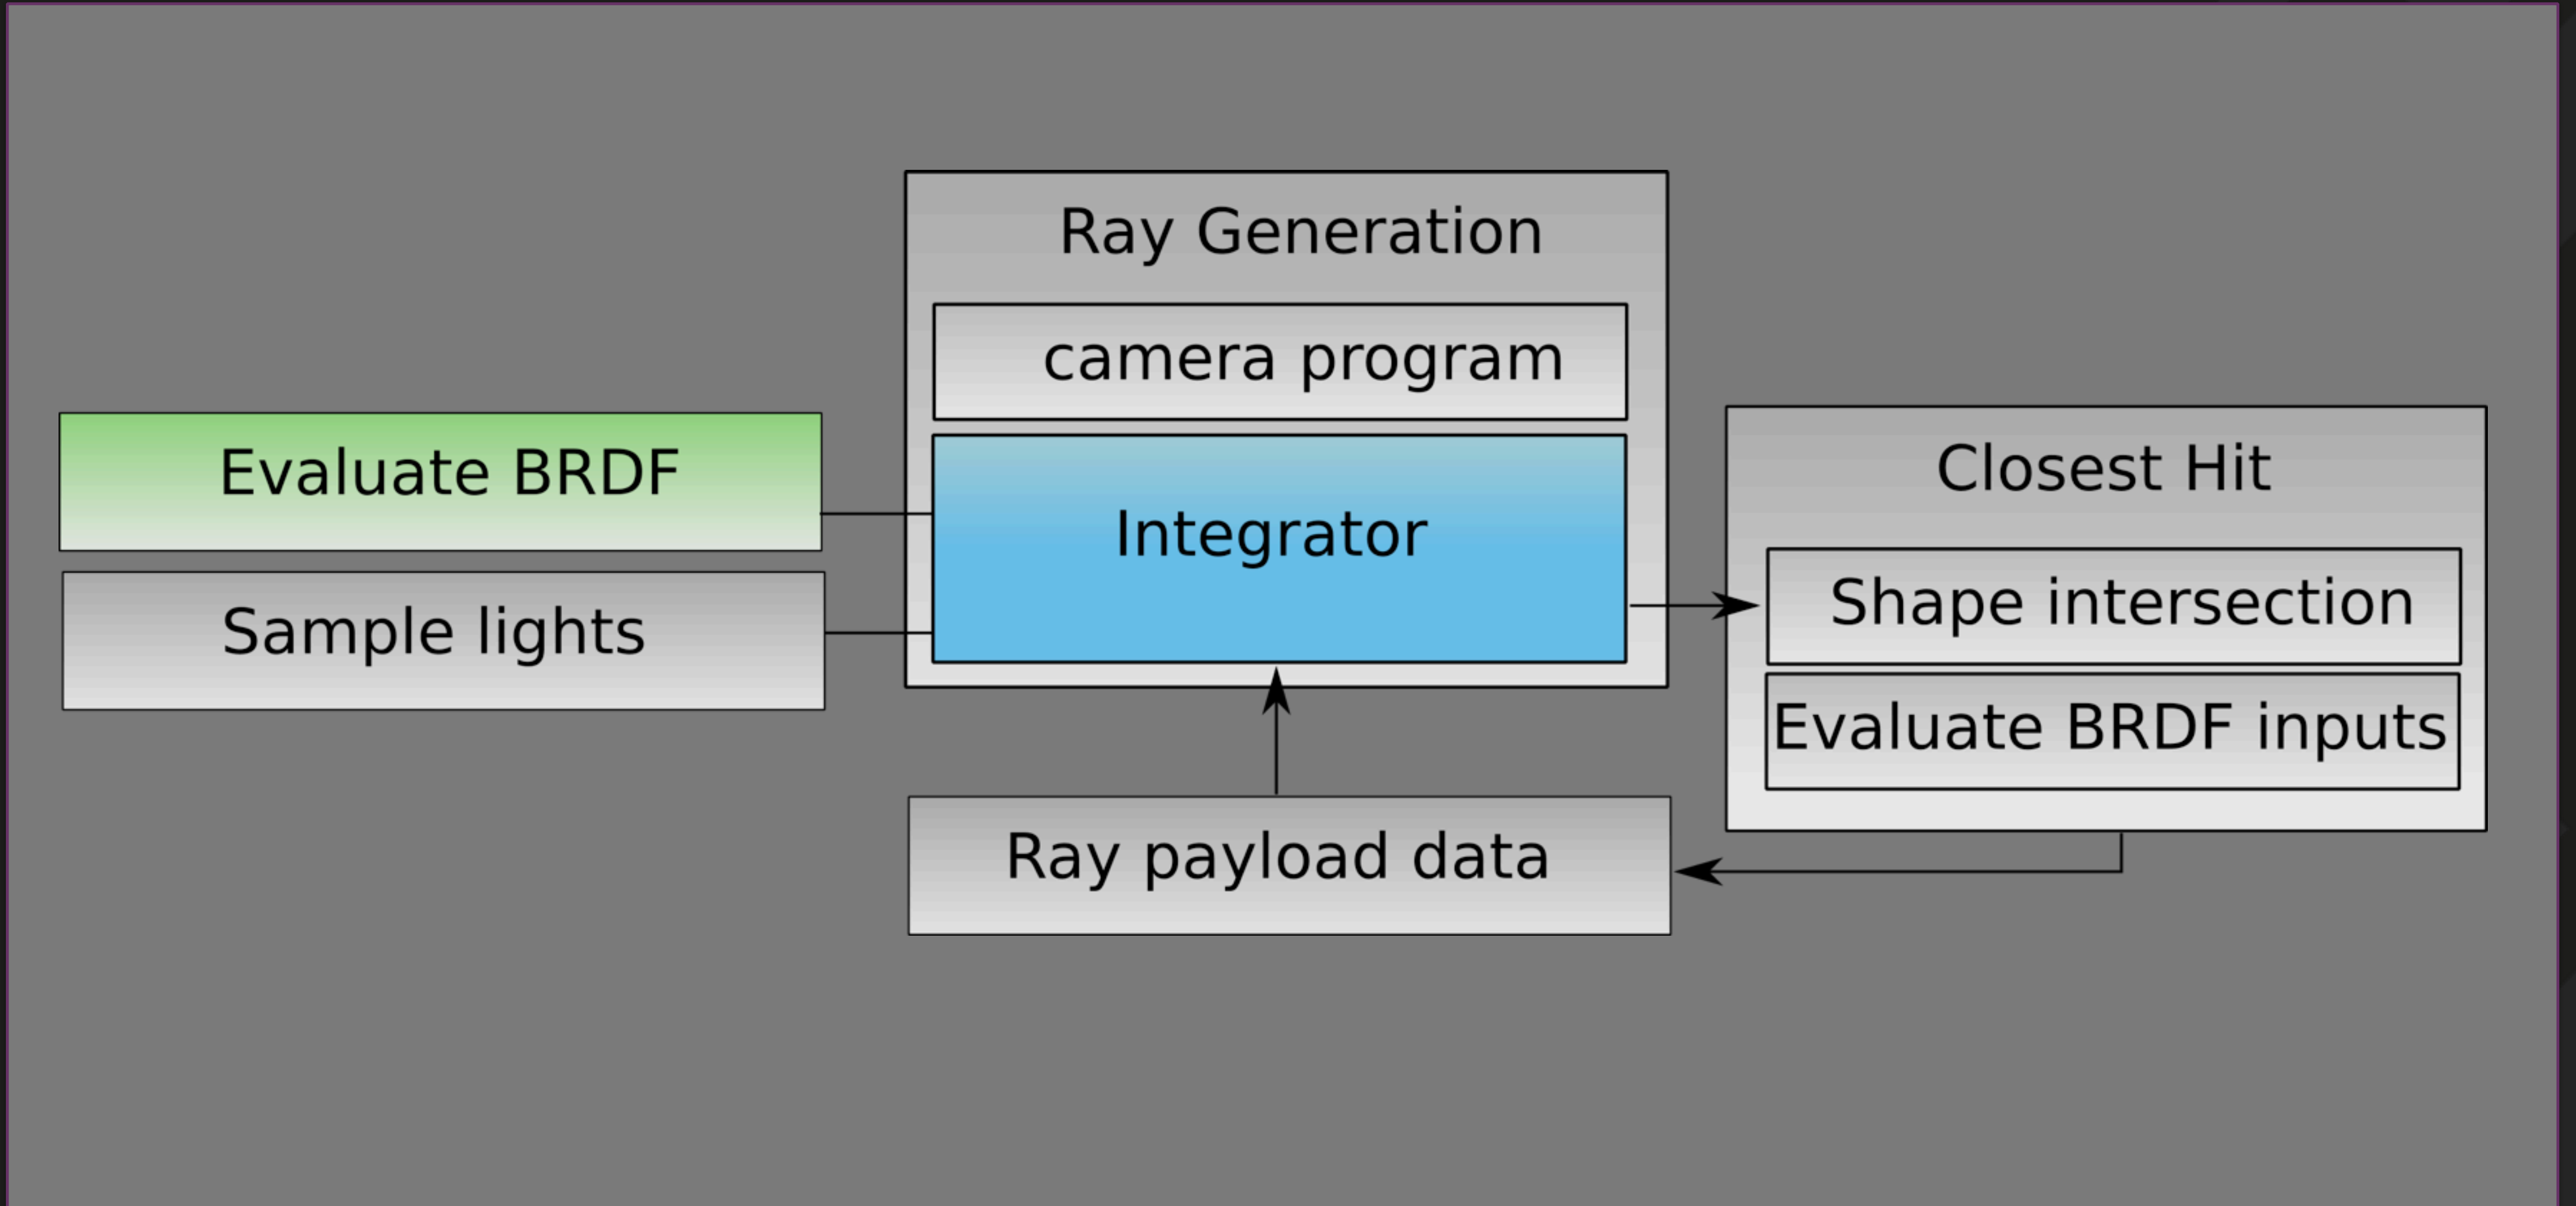 Ray Generation
camera program
Evaluate BRDF
Integrator
Sample lights
Closest Hit
Shape intersection
Evaluate BRDF inputs
Ray payload data